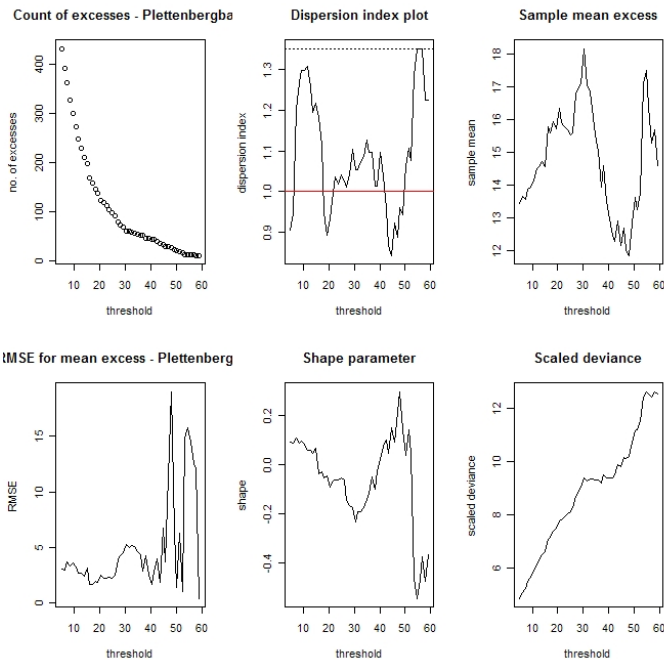 Count of excesses - Plettenbergba
no. of excesses
400
300
200
100
0
10 20 30 40 50 60
threshold
Dispersion index plot
dispersion index
1.3
1.2
1.1
1.0
0.9
10 20 30 40 50 60
threshold
Sample mean excess
sample mean
18
17
16
15
14
13
12
10 20 30 40 50 60
threshold
RMSE for mean excess - Plettenberg
RMSE
15
10
5
0
10 20 30 40 50 60
threshold
Shape parameter
shape
0.2
0.0
-0.2
-0.4
10 20 30 40 50 60
threshold
Scaled deviance
scaled deviance
12
10
8
6
10 20 30 40 50 60
threshold